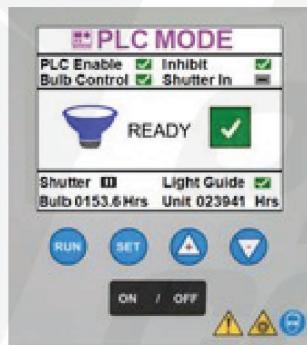 PLC MODE
PLC Enable Inhibit
Bulb Control Shutter In
READY
Shutter Light Guide
Bulb 0153.6 Hrs Unit 023941 Hrs
RUN SET
ON / OFF